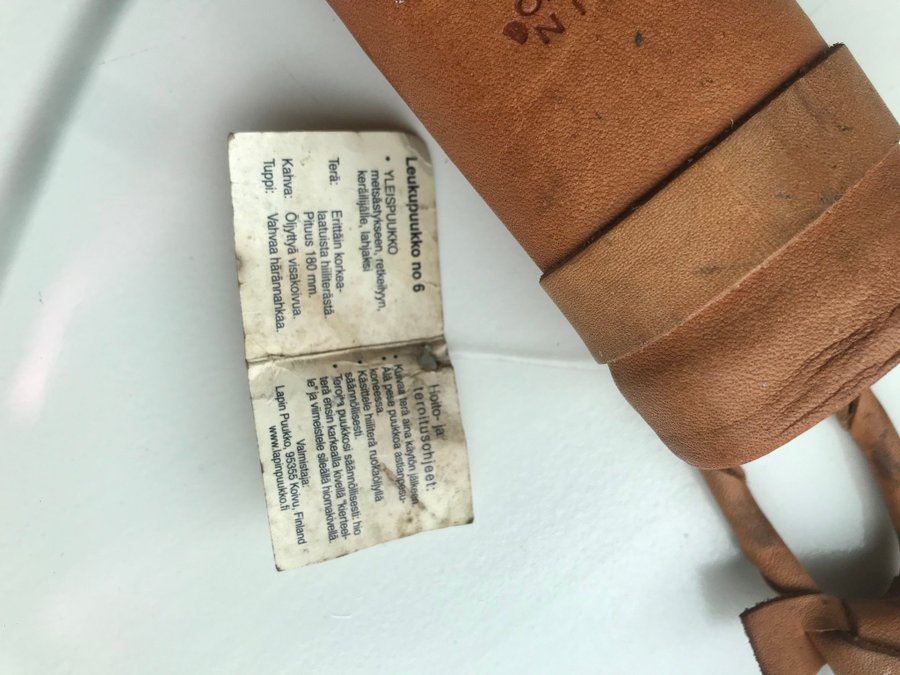 Leukupuukko no 6
• YLEISPUUKKO
metsästykseen, retkeilyyn,
keräilijälle, lahjaksi
Terä: Erittäin korkea-
laatuista hiiliterästä.
Pituus 180 mm.
Kahva: Öljyttyä visakoivua.
Tuppi: Vahvaa häränahkaa.
Hoito- ja
teroitusohjeet:
• Kuivaa terä aina käytön jälkeen
• Älä pese puukkoa astianpesu-
koneessa.
• Käsittele hiiliterä ruokaöljyllä
säännöllisesti.
• Teroita puukkosi säännöllisesti: hio
terä ensin karkealla kivellä "kierteel-
le" ja viimeistele sileällä hiomakivellä.
Valmistaja:
Lapin Puukko, 95355 Koivu, Finland
www.lapinpuukko.fi